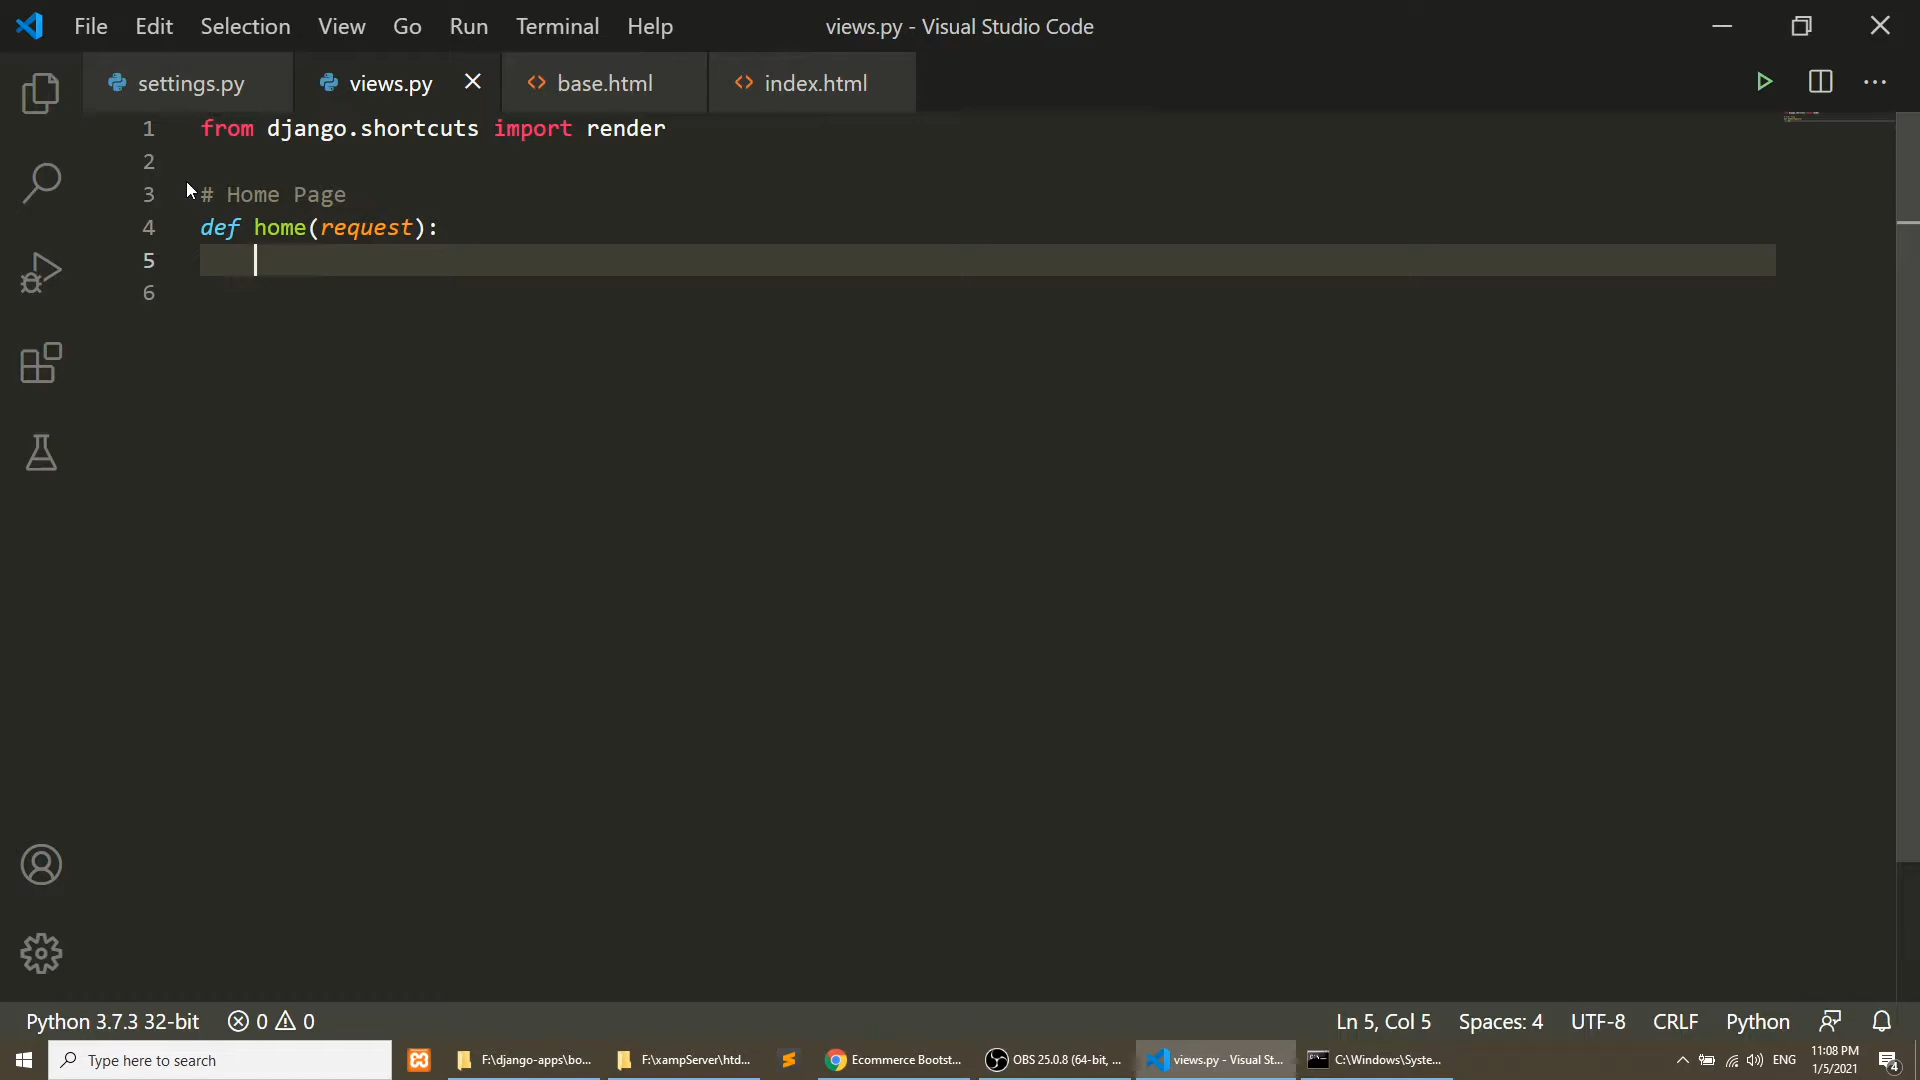 File Edit Selection View Go Run Terminal Help views.py - Visual Studio Code
settings.py views.py base.html index.html
1 from django.shortcuts import render
2
3 # Home Page
4 def home(request):
5
6
Python 3.7.3 32-bit 0 0 Ln 5, Col 5 Spaces: 4 UTF-8 CRLF Python
Type here to search F:\django-apps\bo... F:\xampServer\htd... Ecommerce Bootst... OBS 25.0.8 (64-bit, ... views.py - Visual St... C:\Windows\Syste... ENG 11:08 PM
1/5/2021 4